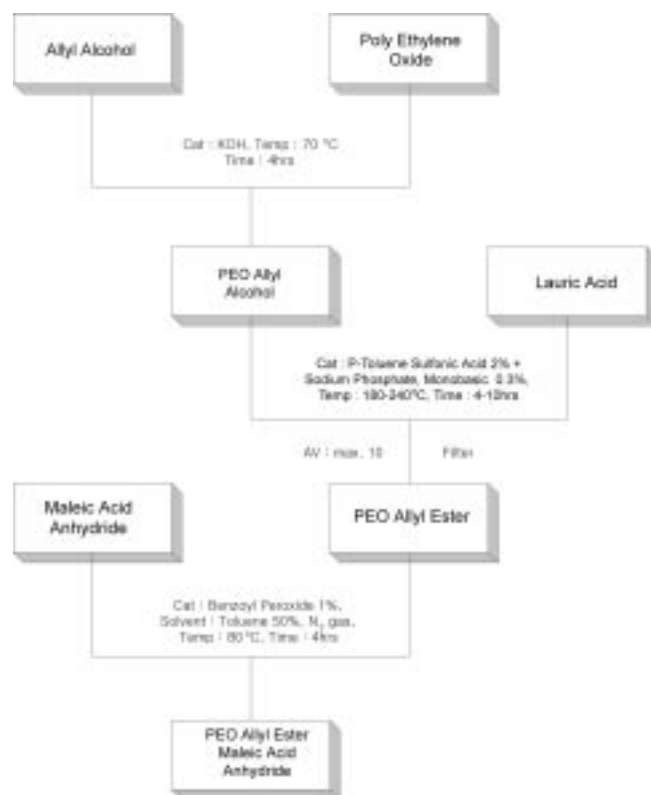 Allyl Alcohol
Poly Ethylene
Oxide
Cat : KOH, Temp : 70 °C
Time : 4hrs
PEO Allyl
Alcohol
Lauric Acid
Cat : P-Toluene Sulfonic Acid 2% +
Sodium Phosphate, Monobasic 0.3%,
Temp : 180-240°C, Time : 4-10hrs
AV : max. 10
Filter
Maleic Acid
Anhydride
PEO Allyl Ester
Cat : Benzoyl Peroxide 1%,
Solvent : Toluene 50%, N₂ gas,
Temp : 80°C, Time : 4hrs
PEO Allyl Ester
Maleic Acid
Anhydride